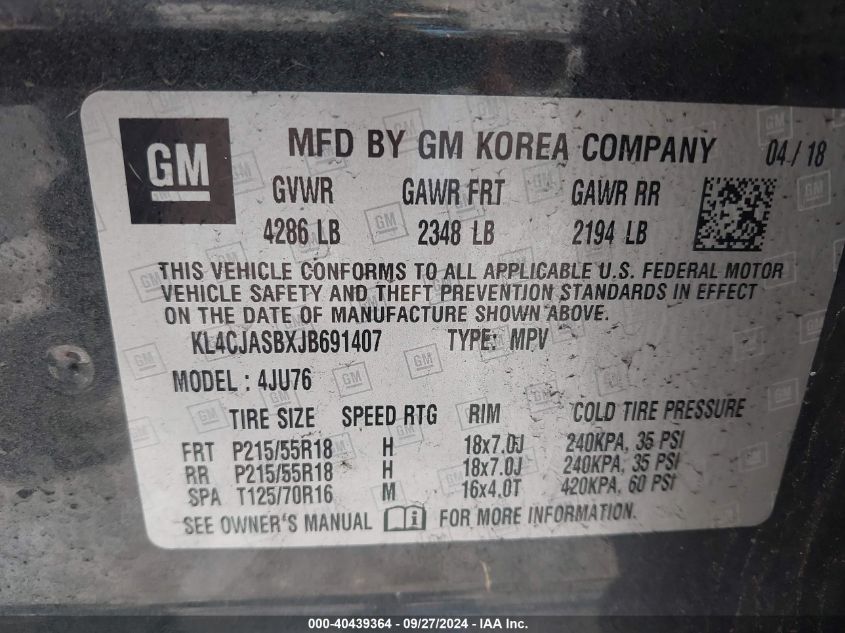 GM MFD BY GM KOREA COMPANY 04/18
GVWR GAWR FRT GAWR RR
4286 LB 2348 LB 2194 LB
THIS VEHICLE CONFORMS TO ALL APPLICABLE U.S. FEDERAL MOTOR
VEHICLE SAFETY AND THEFT PREVENTION STANDARDS IN EFFECT
ON THE DATE OF MANUFACTURE SHOWN ABOVE.
KL4CJASBXJB691407 TYPE: MPV
MODEL : 4JU76
TIRE SIZE SPEED RTG RIM COLD TIRE PRESSURE
FRT P215/55R18 H 18x7.0J 240KPA, 35 PSI
RR P215/55R18 H 18x7.0J 240KPA, 35 PSI
SPA T125/70R16 M 16x4.0T 420KPA, 60 PSI
SEE OWNER'S MANUAL FOR MORE INFORMATION.
000-40439364 - 09/27/2024 - IAA Inc.